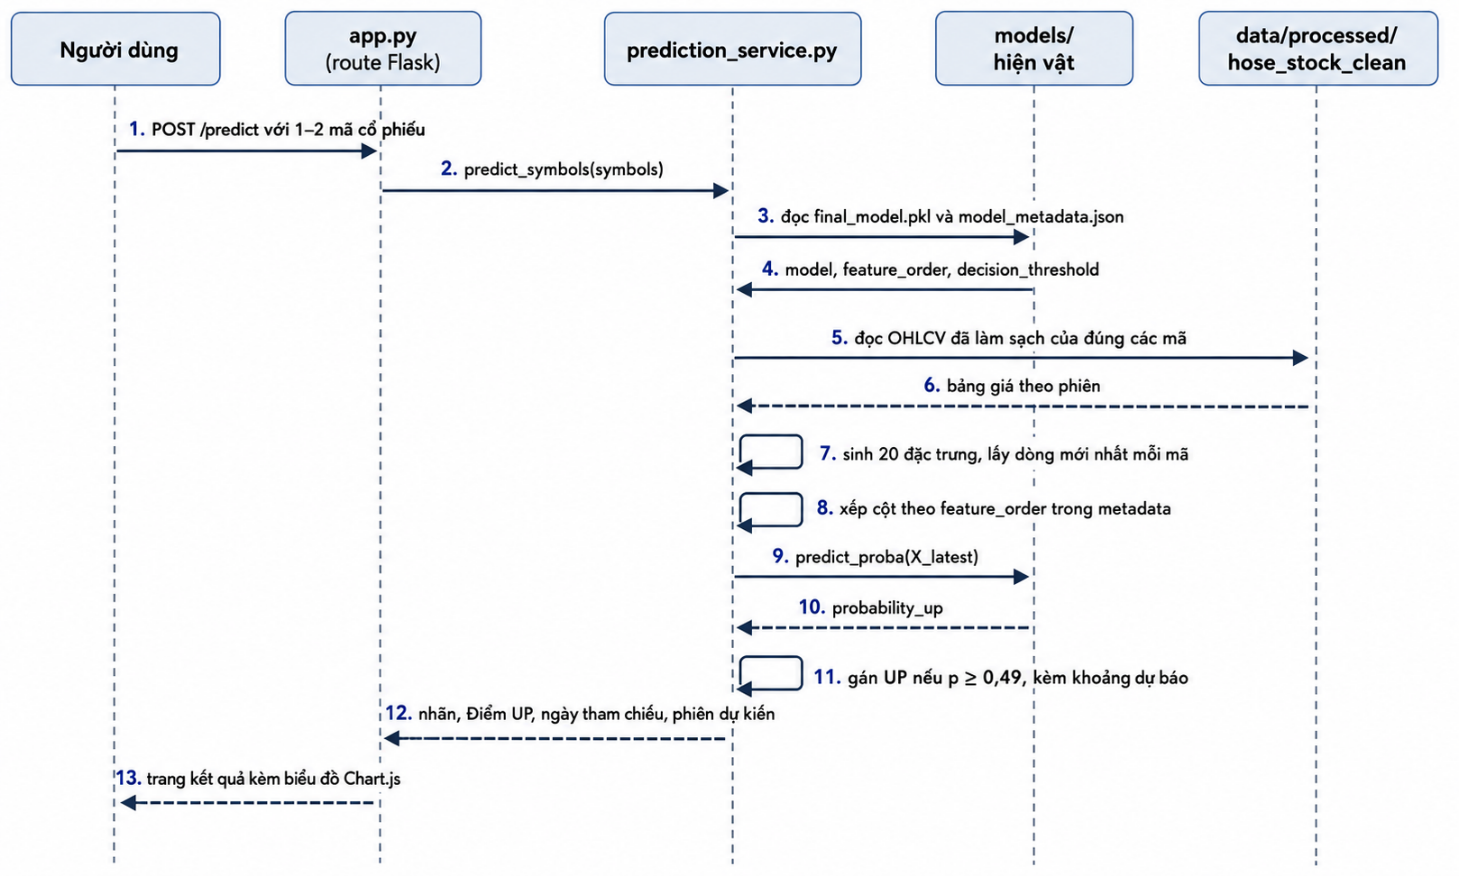 Người dùng
app.py
(route Flask)
prediction_service.py
models/
hiện vật
data/processed/
hose_stock_clean
1. POST /predict với 1–2 mã cổ phiếu
2. predict_symbols(symbols)
3. đọc final_model.pkl và model_metadata.json
4. model, feature_order, decision_threshold
5. đọc OHLCV đã làm sạch của đúng các mã
6. bảng giá theo phiên
7. sinh 20 đặc trưng, lấy dòng mới nhất mỗi mã
8. xếp cột theo feature_order trong metadata
9. predict_proba(X_latest)
10. probability_up
11. gán UP nếu p ≥ 0,49, kèm khoảng dự báo
12. nhãn, Điểm UP, ngày tham chiếu, phiên dự kiến
13. trang kết quả kèm biểu đồ Chart.js